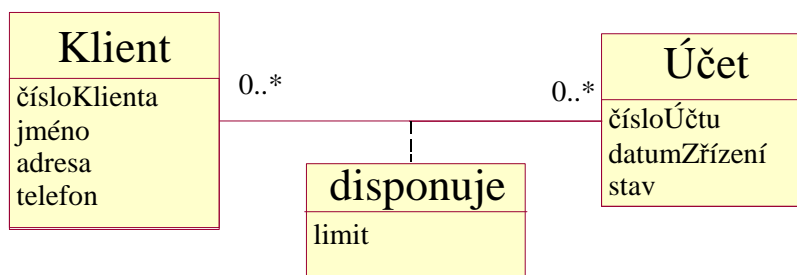 Klient
čísloKlienta
jméno
adresa
telefon
0..*
0..*
Účet
čísloÚčtu
datumZřízení
stav
disponuje
limit